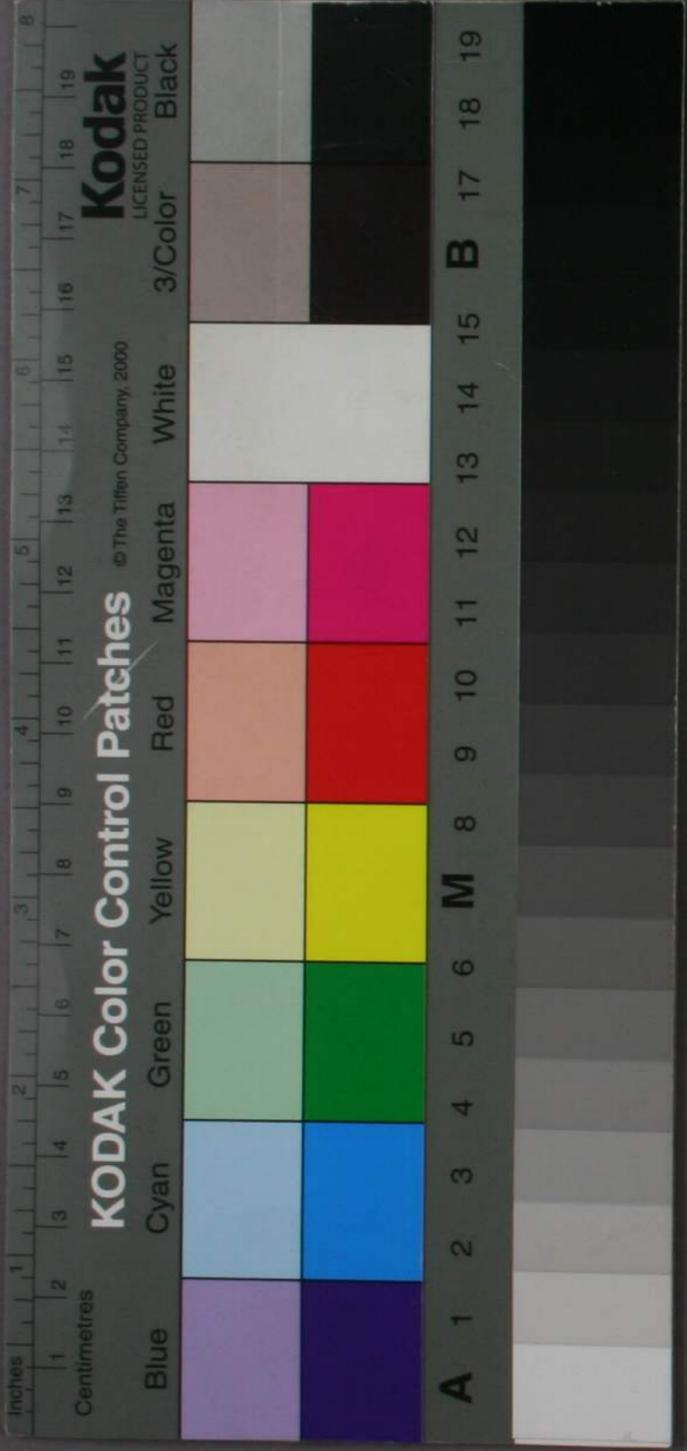 Inches 1 2 3 4 5 6 7 8
Centimetres 1 2 3 4 5 6 7 8 9 10 11 12 13 14 15 16 17 18 19
KODAK Color Control Patches © The Tiffen Company, 2000 Kodak
LICENSED PRODUCT
Blue Cyan Green Yellow Red Magenta White 3/Color Black
A 1 2 3 4 5 6 M 8 9 10 11 12 13 14 15 B 17 18 19